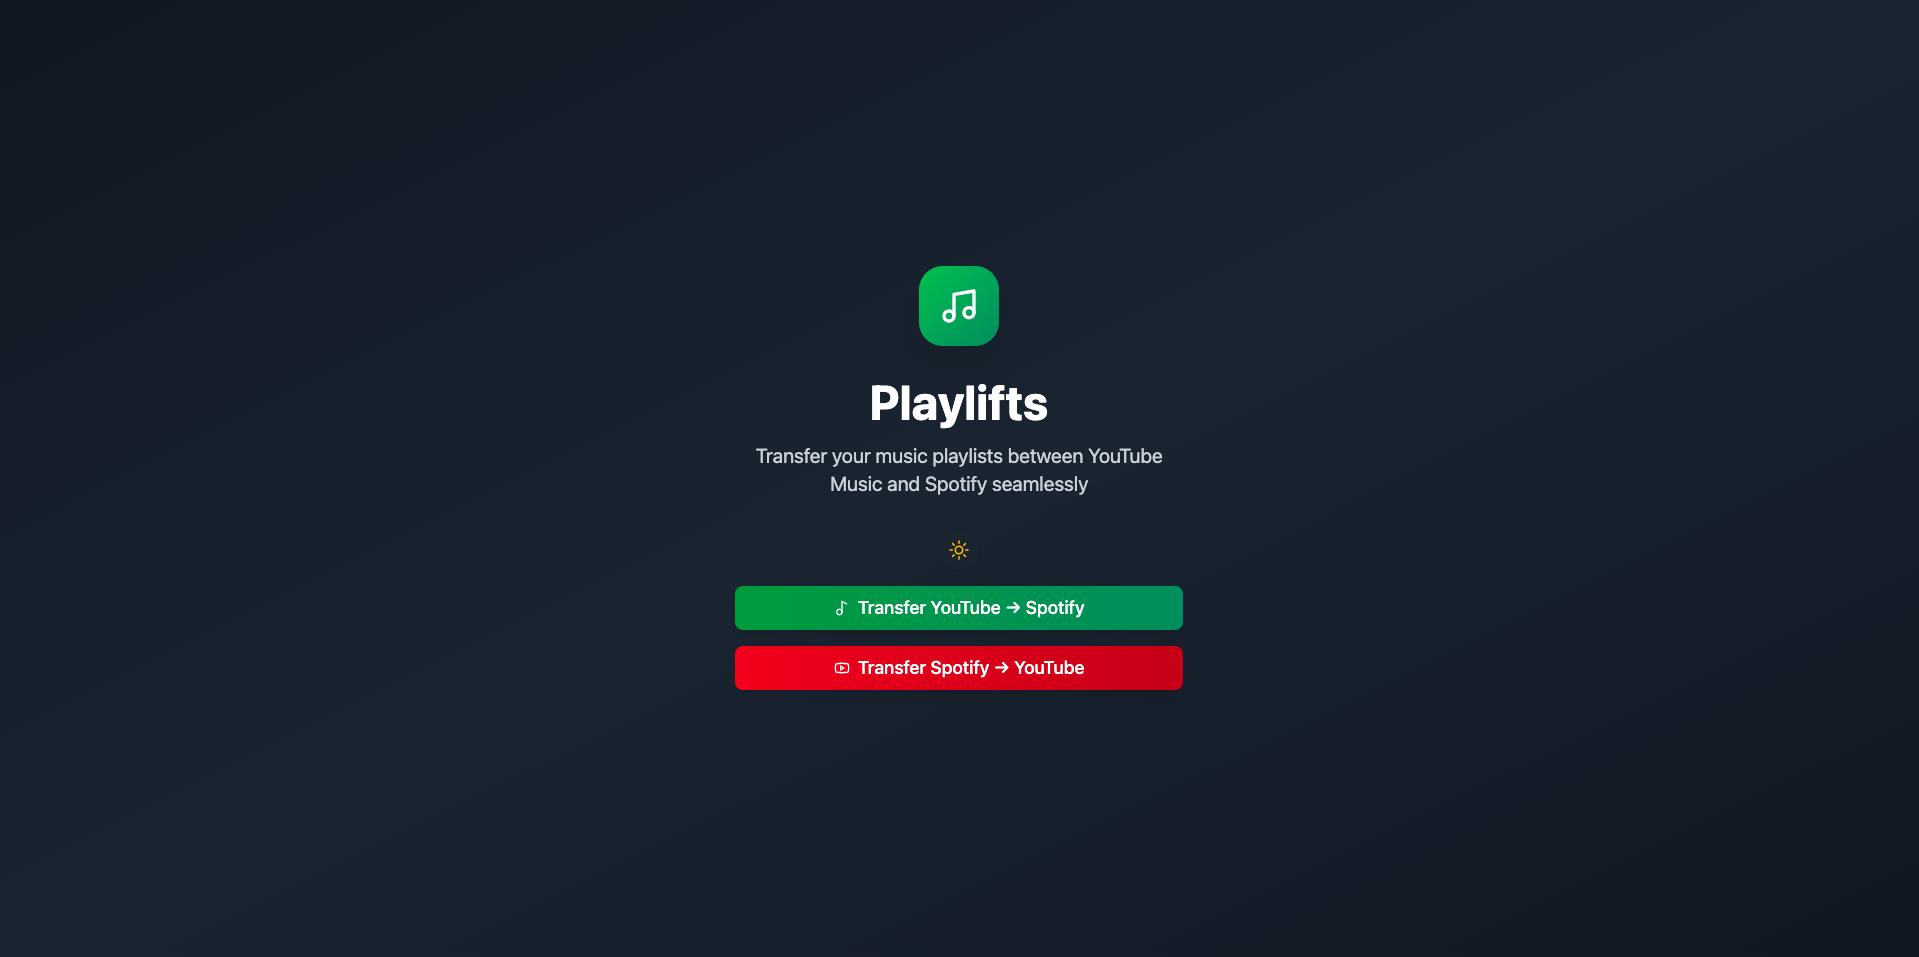 Playlifts
Transfer your music playlists between YouTube
Music and Spotify seamlessly
Transfer YouTube → Spotify
Transfer Spotify → YouTube